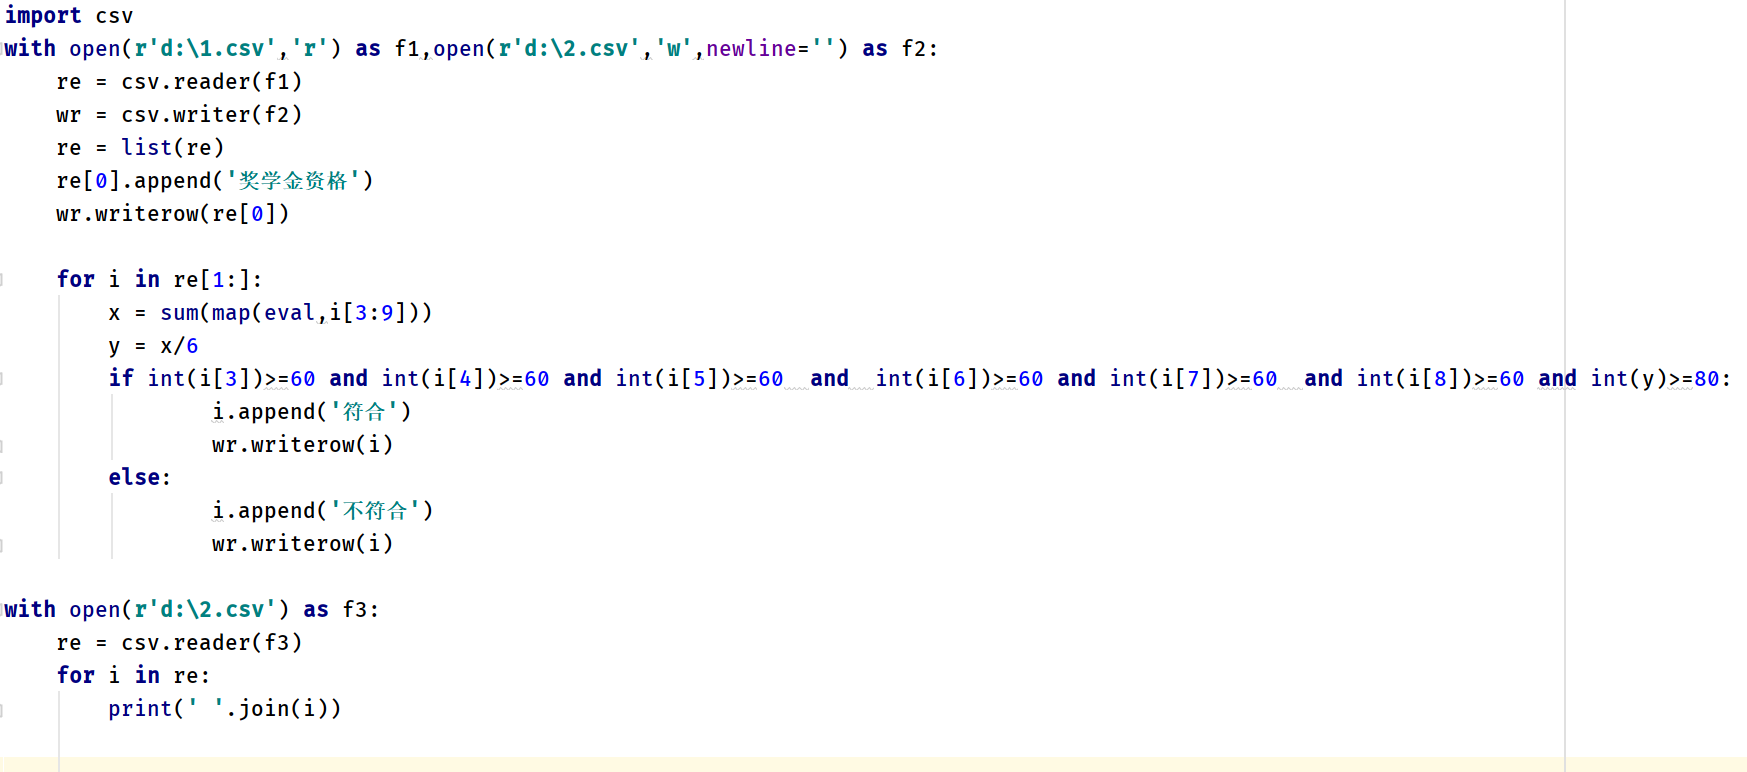 import csv
with open(r'd:\1.csv','r') as f1,open(r'd:\2.csv','w',newline='') as f2:
    re = csv.reader(f1)
    wr = csv.writer(f2)
    re = list(re)
    re[0].append('奖学金资格')
    wr.writerow(re[0])

    for i in re[1:]:
        x = sum(map(eval,i[3:9]))
        y = x/6
        if int(i[3])>=60 and int(i[4])>=60 and int(i[5])>=60  and  int(i[6])>=60 and int(i[7])>=60  and int(i[8])>=60 and int(y)>=80:
                i.append('符合')
                wr.writerow(i)
        else:
                i.append('不符合')
                wr.writerow(i)

with open(r'd:\2.csv') as f3:
    re = csv.reader(f3)
    for i in re:
        print(' '.join(i))